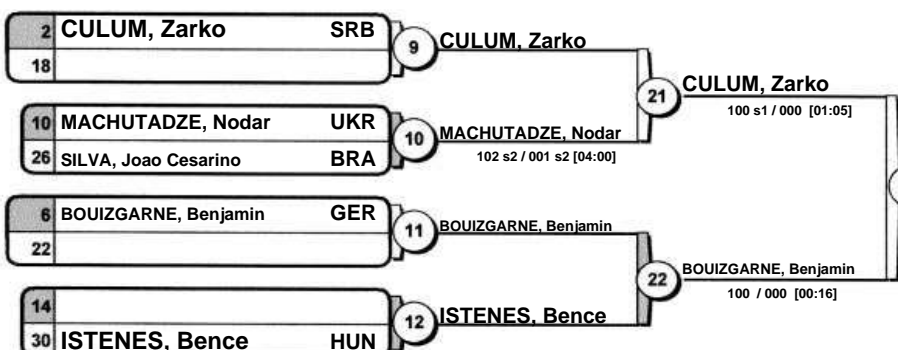 2 CULUM, Zarko SRB
18
9
CULUM, Zarko
10 MACHUTADZE, Nodar UKR
26 SILVA, Joao Cesarino BRA
10
MACHUTADZE, Nodar
102 s2 / 001 s2 [04:00]
21
CULUM, Zarko
100 s1 / 000 [01:05]
6 BOUIZGARNE, Benjamin GER
22
11
BOUIZGARNE, Benjamin
14
30 ISTENES, Bence HUN
12
ISTENES, Bence
22
BOUIZGARNE, Benjamin
100 / 000 [00:16]